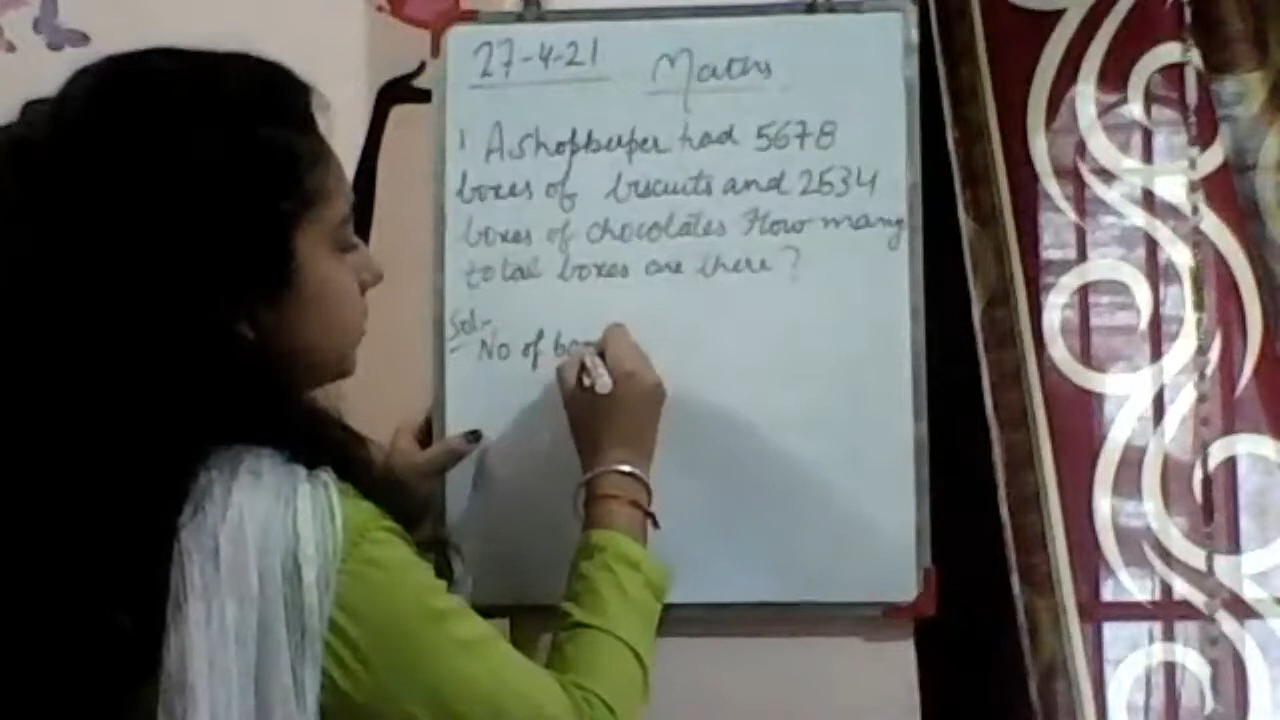 27-4-21 Maths
1 A shopkeeper had 5678
boxes of biscuits and 2534
boxes of chocolates How many
total boxes are there?
Sol:-
No of bo